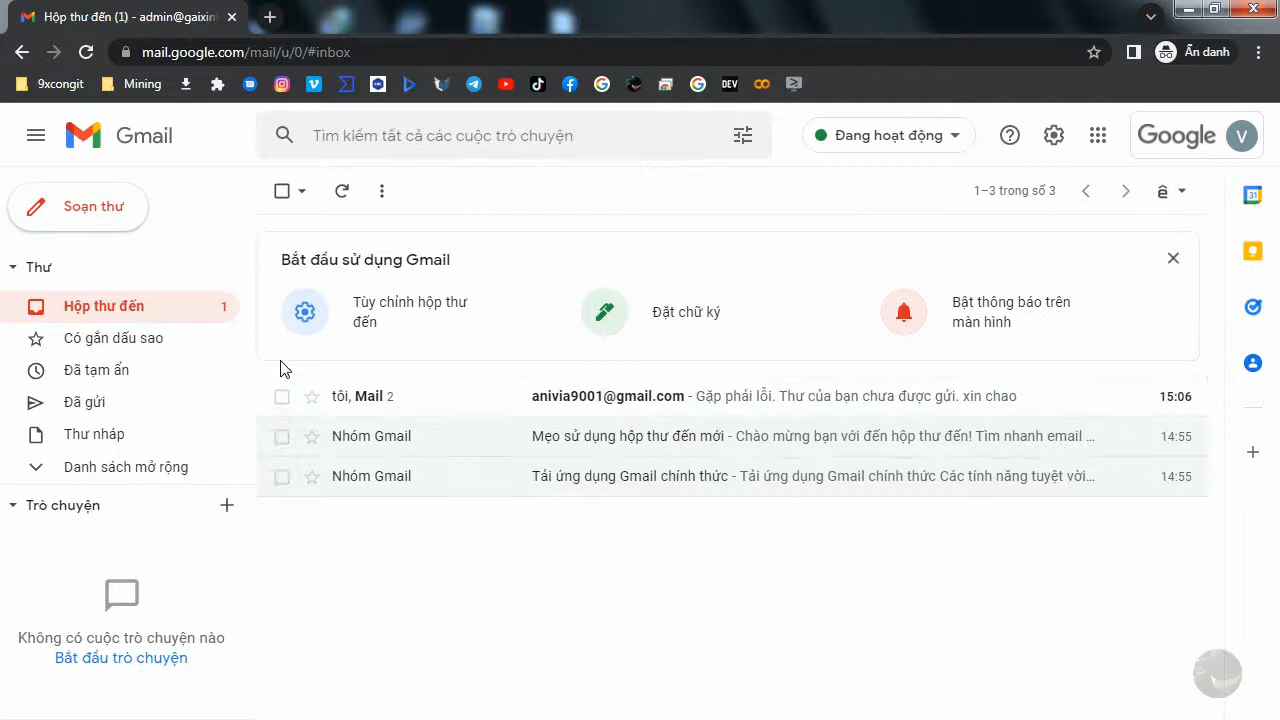 Hộp thư đến (1) - admin@gaixin
mail.google.com/mail/u/0/#inbox
Ẩn danh
9xcongit
Mining
DEV
Gmail
Tìm kiếm tất cả các cuộc trò chuyện
Đang hoạt động
Google
V
Soạn thư
1–3 trong số 3
ê
31
Thư
Bắt đầu sử dụng Gmail
Hộp thư đến 1
Tùy chỉnh hộp thư
đến
Đặt chữ ký
Bật thông báo trên
màn hình
Có gắn dấu sao
Đã tạm ẩn
Đã gửi
Thư nháp
Danh sách mở rộng
tôi, Mail 2 anivia9001@gmail.com - Gặp phải lỗi. Thư của bạn chưa được gửi. xin chao 15:06
Nhóm Gmail Mẹo sử dụng hộp thư đến mới - Chào mừng bạn với đến hộp thư đến! Tìm nhanh email ... 14:55
Nhóm Gmail Tải ứng dụng Gmail chính thức - Tải ứng dụng Gmail chính thức Các tính năng tuyệt vời... 14:55
Trò chuyện
Không có cuộc trò chuyện nào
Bắt đầu trò chuyện